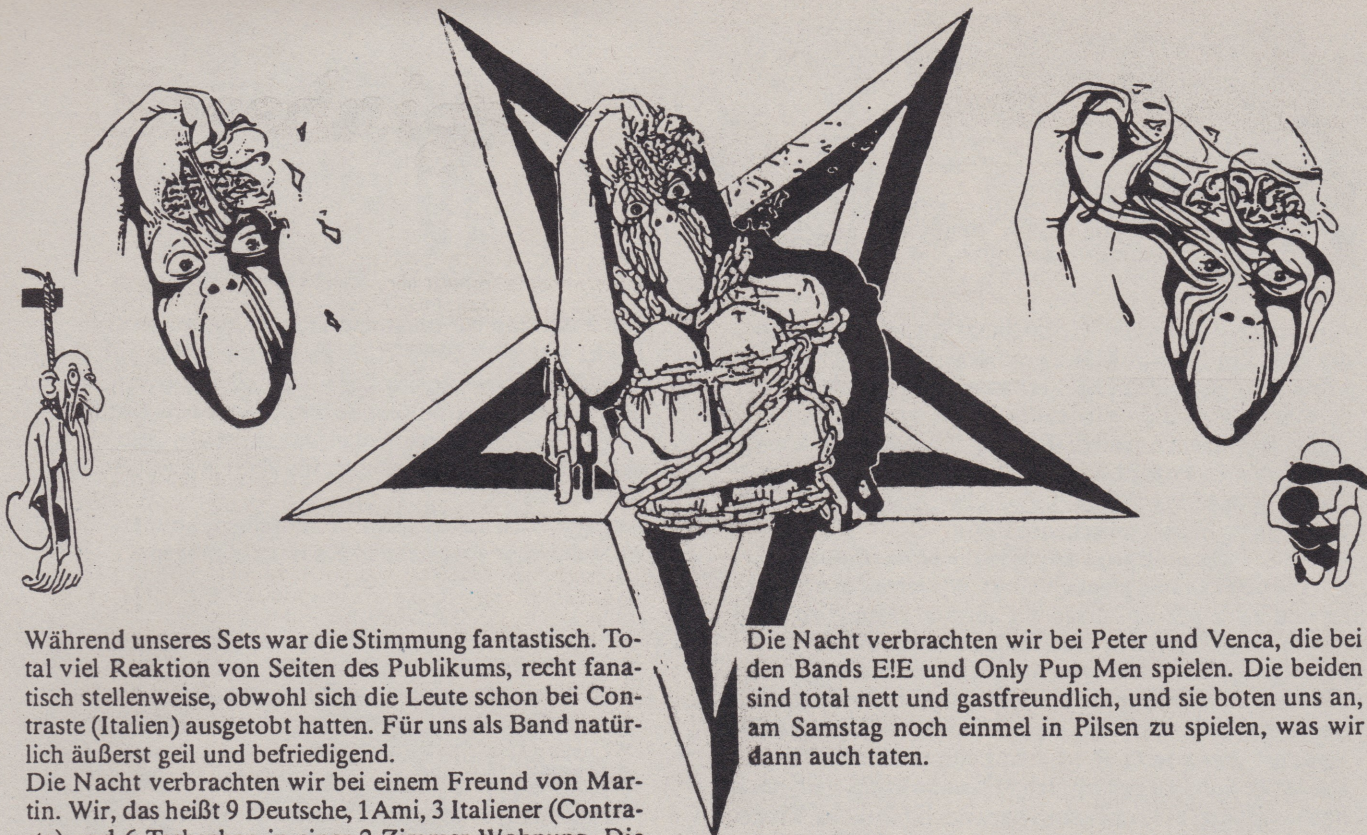 Während unseres Sets war die Stimmung fantastisch. To-
tal viel Reaktion von Seiten des Publikums, recht fana-
tisch stellenweise, obwohl sich die Leute schon bei Con-
traste (Italien) ausgetobt hatten. Für uns als Band natür-
lich äußerst geil und befriedigend.
Die Nacht verbrachten wir bei einem Freund von Mar-
tin. Wir, das heißt 9 Deutsche, 1Ami, 3 Italiener (Contra-
Die Nacht verbrachten wir bei Peter und Venca, die bei
den Bands E!E und Only Pup Men spielen. Die beiden
sind total nett und gastfreundlich, und sie boten uns an,
am Samstag noch einmel in Pilsen zu spielen, was wir
dann auch taten.